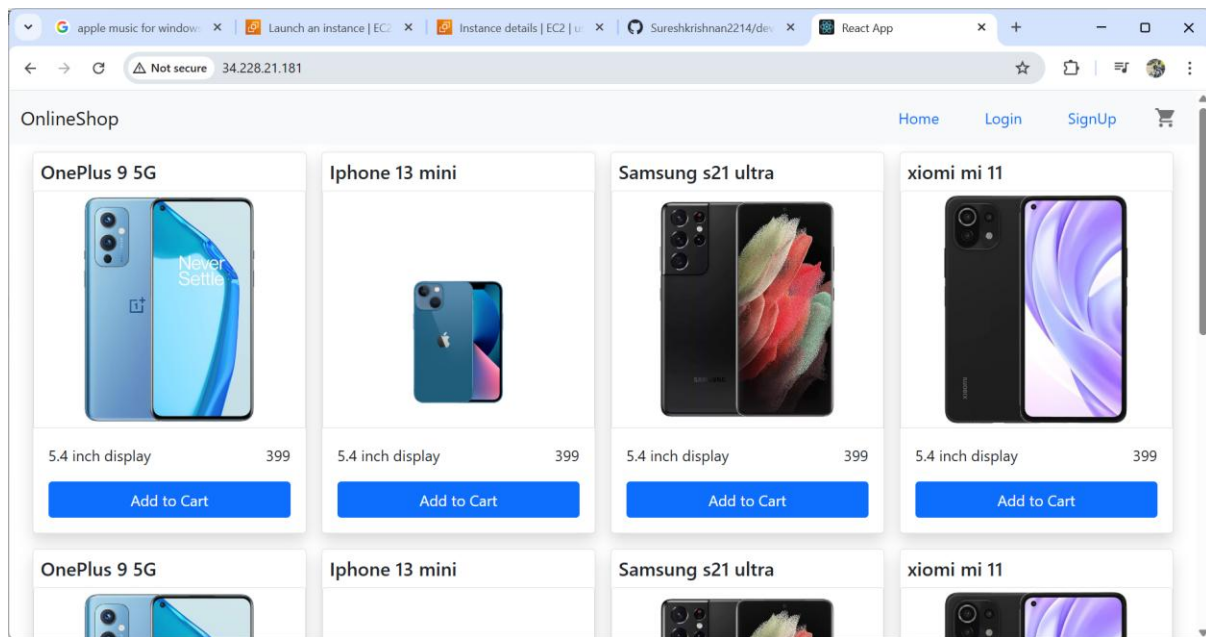 apple music for window
Launch an instance | EC2
Instance details | EC2 | u
Sureshkrishnan2214/dev
React App
Not secure
34.228.21.181
OnlineShop
Home
Login
SignUp
OnePlus 9 5G
Iphone 13 mini
Samsung s21 ultra
xiomi mi 11
Never
Settle
SAMSUNG
xiaomi
5.4 inch display 399
5.4 inch display 399
5.4 inch display 399
5.4 inch display 399
Add to Cart
Add to Cart
Add to Cart
Add to Cart
OnePlus 9 5G
Iphone 13 mini
Samsung s21 ultra
xiomi mi 11